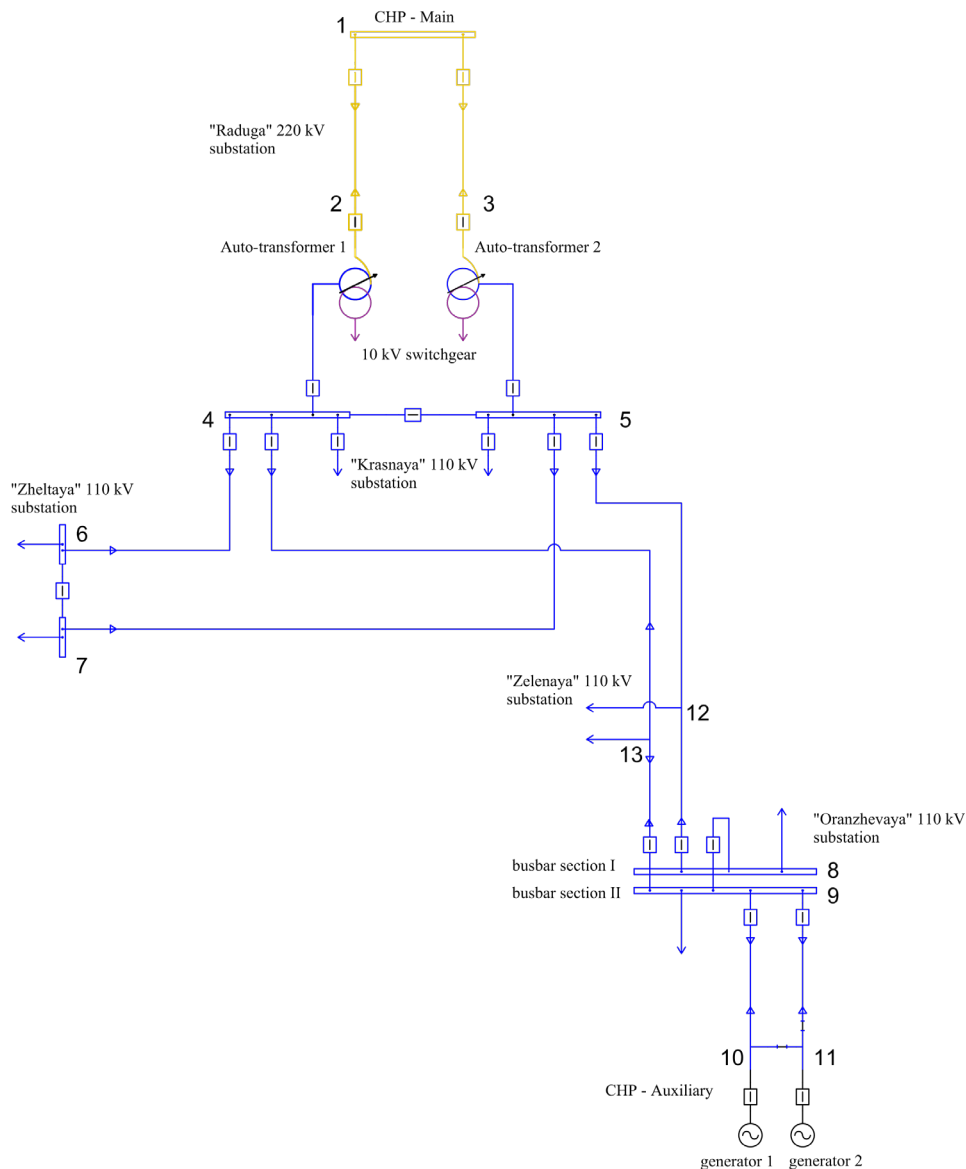 CHP - Main
1
"Raduga" 220 kV
substation
2
3
Auto-transformer 1
Auto-transformer 2
10 kV switchgear
4
5
"Krasnaya" 110 kV
substation
"Zheltaya" 110 kV
substation
6
7
"Zelenaya" 110 kV
substation
12
13
"Oranzhevaya" 110 kV
substation
busbar section I
8
busbar section II
9
10
11
CHP - Auxiliary
generator 1
generator 2